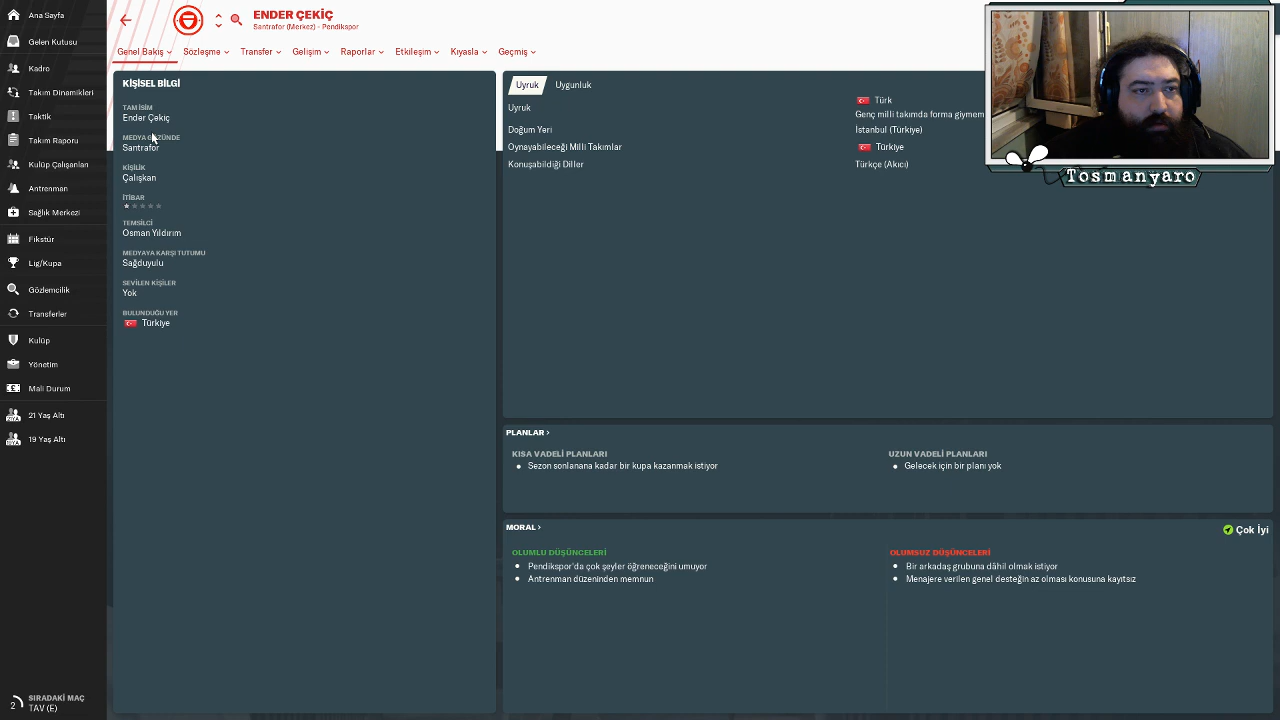 Ana Sayfa
Gelen Kutusu
Kadro
Takım Dinamikleri
Taktik
Takım Raporu
Kulüp Çalışanları
Antrenman
Sağlık Merkezi
Fikstür
Lig/Kupa
Gözlemcilik
Transferler
Kulüp
Yönetim
Mali Durum
21 Yaş Altı
19 Yaş Altı
2
SIRADAKİ MAÇ
TAV (E)
ENDER ÇEKİÇ
Santrafor (Merkez) - Pendikspor
Genel Bakış Sözleşme Transfer Gelişim Raporlar Etkileşim Kıyasla Geçmiş
KİŞİSEL BİLGİ
TAM İSİM
Ender Çekiç
MEDYA GÖZÜNDE
Santrafor
KİŞİLİK
Çalışkan
İTİBAR
TEMSİLCİ
Osman Yıldırım
MEDYAYA KARŞI TUTUMU
Sağduyulu
SEVİLEN KİŞİLER
Yok
BULUNDUĞU YER
Türkiye
Uyruk Uygunluk
Uyruk Türk
Genç milli takımda forma giymem
Doğum Yeri İstanbul (Türkiye)
Oynayabileceği Milli Takımlar Türkiye
Konuşabildiği Diller Türkçe (Akıcı)
PLANLAR >
KISA VADELİ PLANLARI
Sezon sonlanana kadar bir kupa kazanmak istiyor
UZUN VADELİ PLANLARI
Gelecek için bir planı yok
MORAL > Çok İyi
OLUMLU DÜŞÜNCELERİ
Pendikspor'da çok şeyler öğreneceğini umuyor
Antrenman düzeninden memnun
OLUMSUZ DÜŞÜNCELERİ
Bir arkadaş grubuna dâhil olmak istiyor
Menajere verilen genel desteğin az olması konusuna kayıtsız
Tosmanyaro